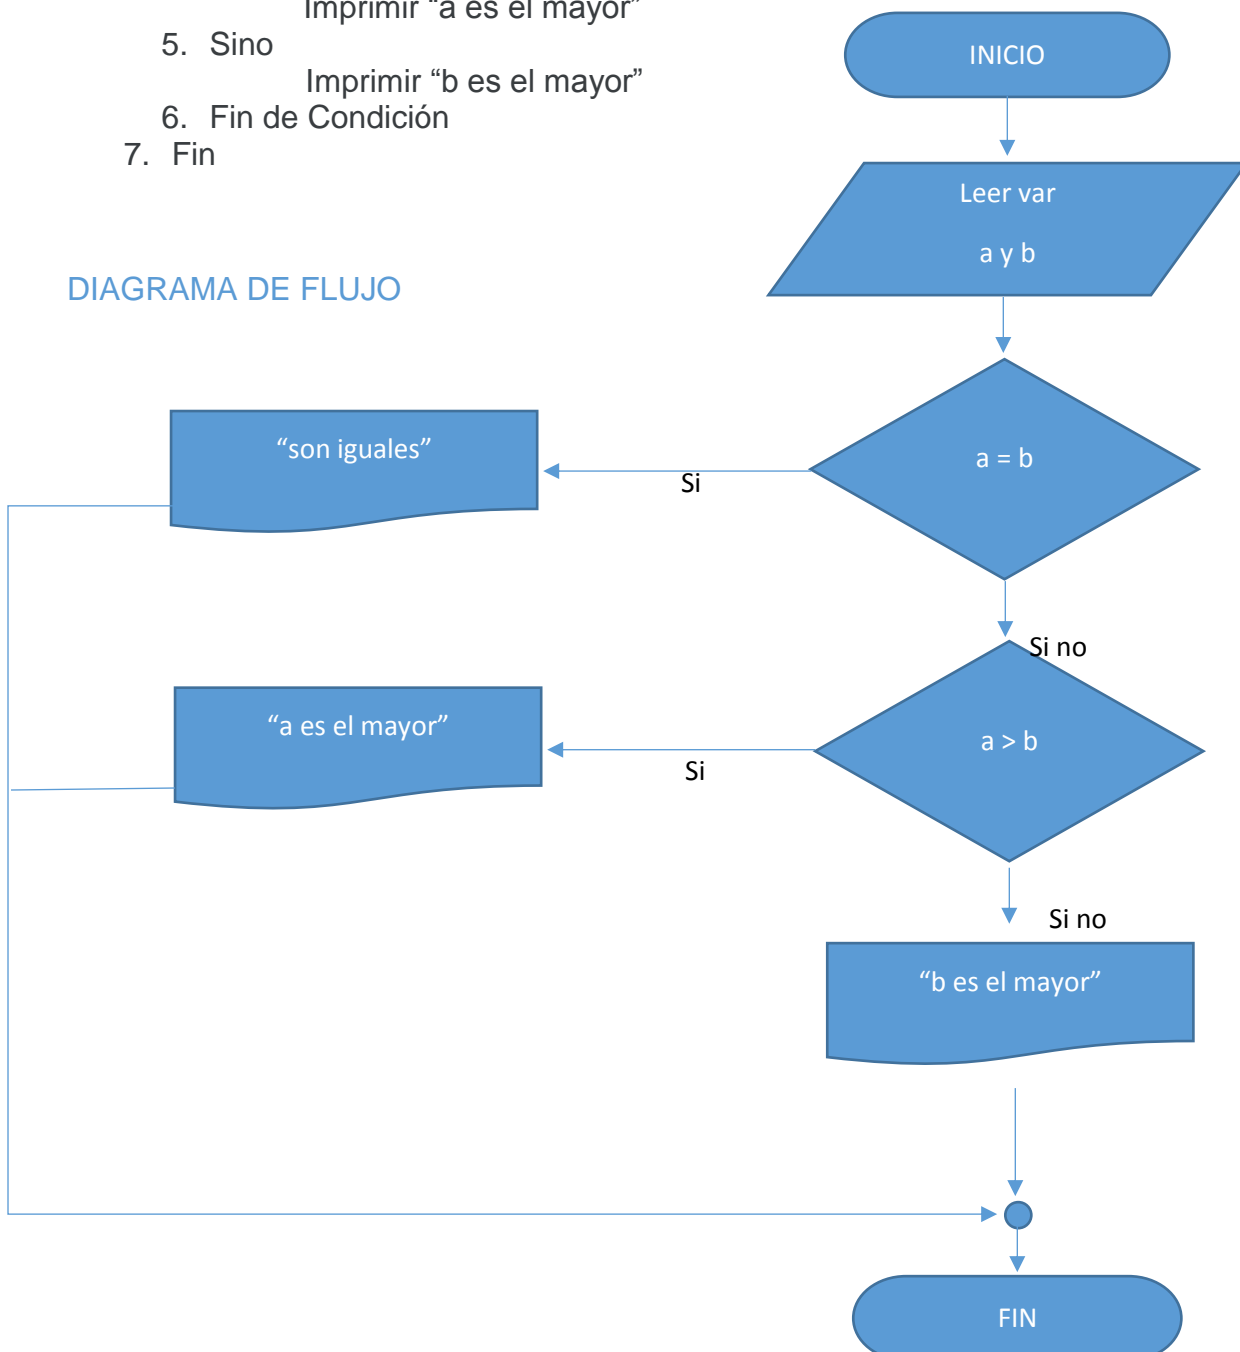 Imprimir “a es el mayor”
5. Sino
Imprimir “b es el mayor”
6. Fin de Condición
7. Fin
DIAGRAMA DE FLUJO
INICIO
Leer var
a y b
a = b
Si
“son iguales”
Si no
a > b
Si
“a es el mayor”
Si no
“b es el mayor”
FIN